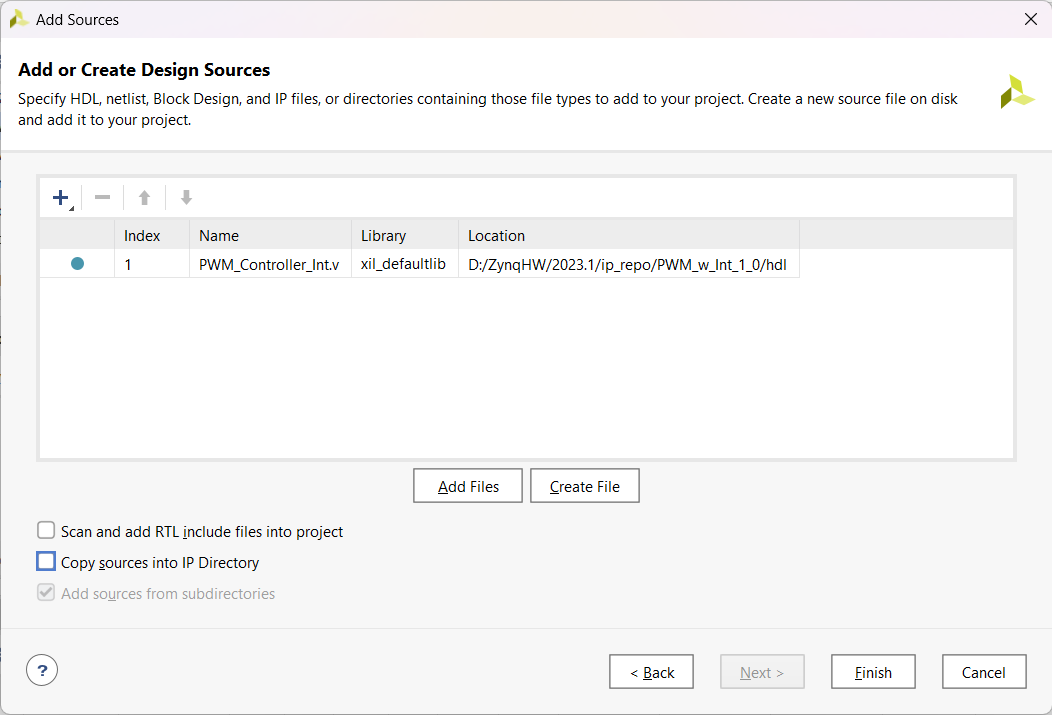 Add Sources
Add or Create Design Sources
Specify HDL, netlist, Block Design, and IP files, or directories containing those file types to add to your project. Create a new source file on disk
and add it to your project.
Index Name Library Location
1 PWM_Controller_Int.v xil_defaultlib D:/ZynqHW/2023.1/ip_repo/PWM_w_Int_1_0/hdl
Add Files Create File
Scan and add RTL include files into project
Copy sources into IP Directory
Add sources from subdirectories
? < Back Next > Finish Cancel